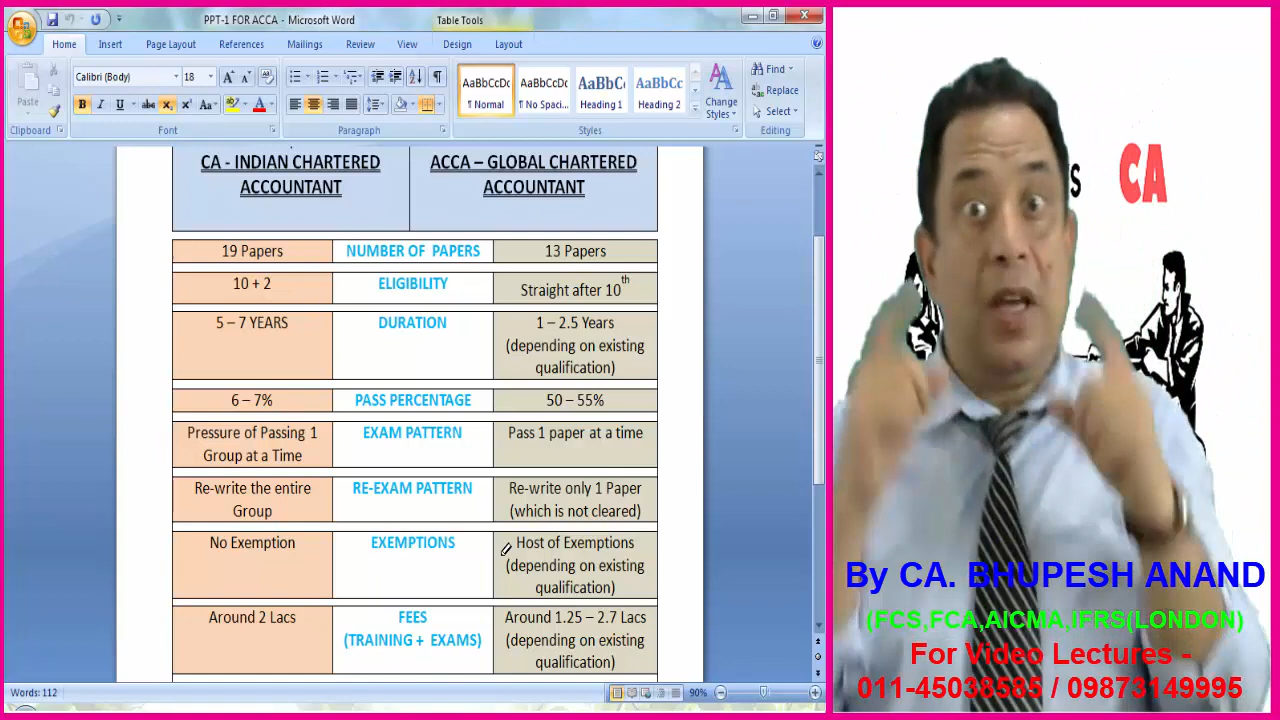 PPT-1 FOR ACCA - Microsoft Word
Table Tools
Home Insert Page Layout References Mailings Review View Design Layout
Calibri (Body) 18
Paste
B I U abc X₂ X² Aa
AaBbCcDc AaBbCcDc AaBbC AaBbCc
¶ Normal ¶ No Spaci... Heading 1 Heading 2
Change
Styles
Find
Replace
Select
Clipboard Font Paragraph Styles Editing
CA - INDIAN CHARTERED
ACCOUNTANT
ACCA – GLOBAL CHARTERED
ACCOUNTANT
19 Papers NUMBER OF PAPERS 13 Papers
10 + 2 ELIGIBILITY Straight after 10th
5 – 7 YEARS DURATION 1 – 2.5 Years
(depending on existing
qualification)
6 – 7% PASS PERCENTAGE 50 – 55%
Pressure of Passing 1
Group at a Time
EXAM PATTERN
Pass 1 paper at a time
Re-write the entire
Group
RE-EXAM PATTERN
Re-write only 1 Paper
(which is not cleared)
No Exemption EXEMPTIONS Host of Exemptions
(depending on existing
qualification)
Around 2 Lacs
FEES
(TRAINING + EXAMS)
Around 1.25 – 2.7 Lacs
(depending on existing
qualification)
Words: 112
90%
S CA
By CA. BHUPESH ANAND
(FCS,FCA,AICMA,IFRS(LONDON)
For Video Lectures -
011-45038585 / 09873149995